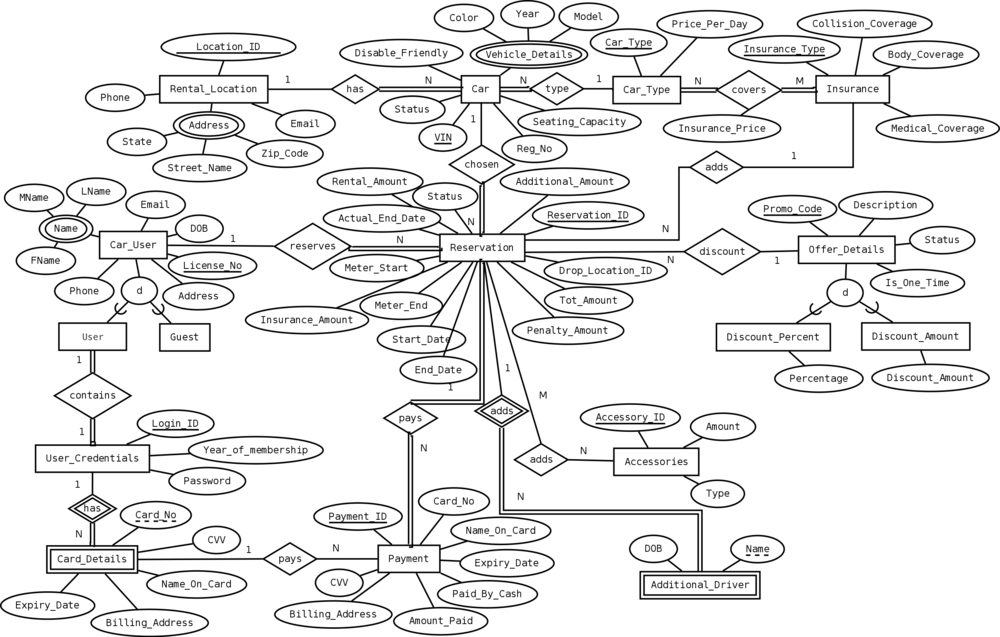 Color
Year
Model
Vehicle_Details
Disable_Friendly
Car_Type
Price_Per_Day
Insurance_Type
Collision_Coverage
Body_Coverage
Location_ID
Rental_Location
1
has
N
Car
N
type
1
Car_Type
N
covers
M
Insurance
Phone
Status
Seating_Capacity
Insurance_Price
Medical_Coverage
Address
Email
State
VIN
1
Reg_No
Street_Name
Zip_Code
chosen
adds
1
Rental_Amount
Status
Additional_Amount
MName
LName
Email
Actual_End_Date
N
Reservation_ID
N
Promo_Code
Description
Name
DOB
Car_User
1
reserves
N
Reservation
N
discount
1
Offer_Details
Status
FName
License_No
Meter_Start
Drop_Location_ID
Is_One_Time
Phone
d
Address
Meter_End
Tot_Amount
d
Insurance_Amount
Penalty_Amount
User
Guest
Start_Date
Discount_Percent
Discount_Amount
1
End_Date
1
Percentage
Discount_Amount
contains
1
M
pays
adds
Accessory_ID
Amount
1
Login_ID
N
User_Credentials
Year_of_membership
adds
N
Accessories
1
Password
Type
has
Card_No
Payment_ID
Card_No
N
N
CVV
Name_On_Card
Card_Details
1
pays
N
Payment
Expiry_Date
DOB
Name
Name_On_Card
CVV
Paid_By_Cash
Additional_Driver
Expiry_Date
Billing_Address
Billing_Address
Amount_Paid